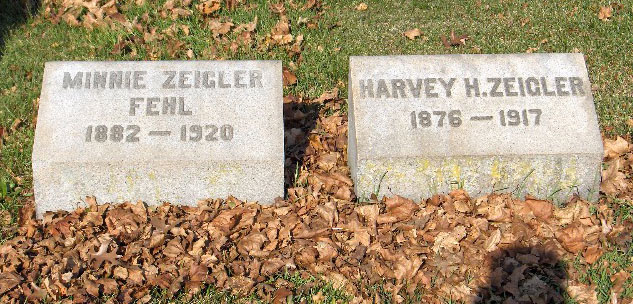 MINNIE ZEIGLER
FEHL
1882 — 1920
HARVEY H. ZEIGLER
1876 — 1917